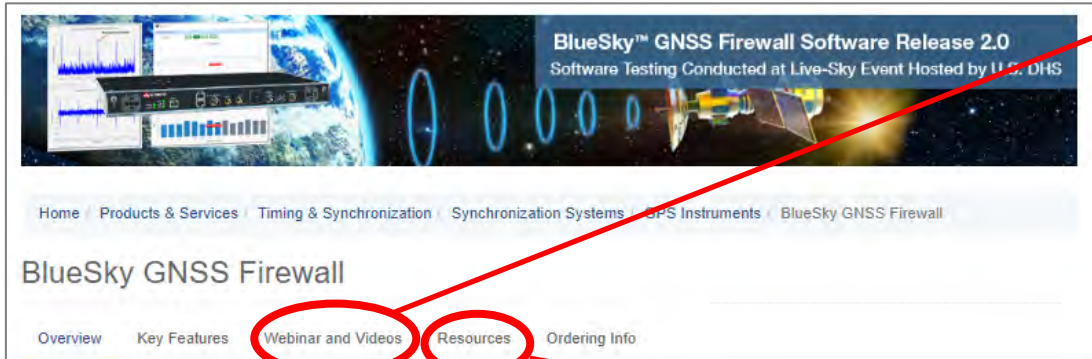 BlueSky™ GNSS Firewall Software Release 2.0
Software Testing Conducted at Live-Sky Event Hosted by U.S. DHS
Home / Products & Services / Timing & Synchronization / Synchronization Systems / GPS Instruments / BlueSky GNSS Firewall
BlueSky GNSS Firewall
Overview Key Features Webinar and Videos Resources Ordering Info